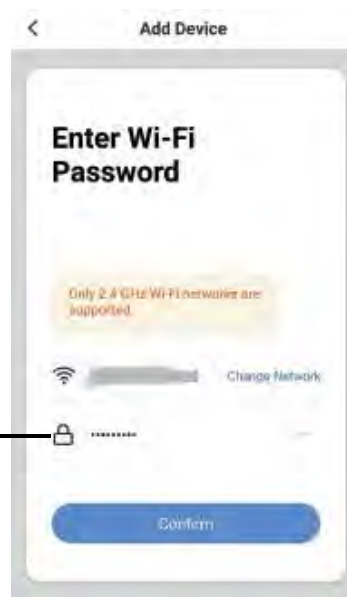 Add Device
Enter Wi-Fi
Password
Only 2.4 GHz Wi-Fi networks are
supported.
Change Network
Confirm